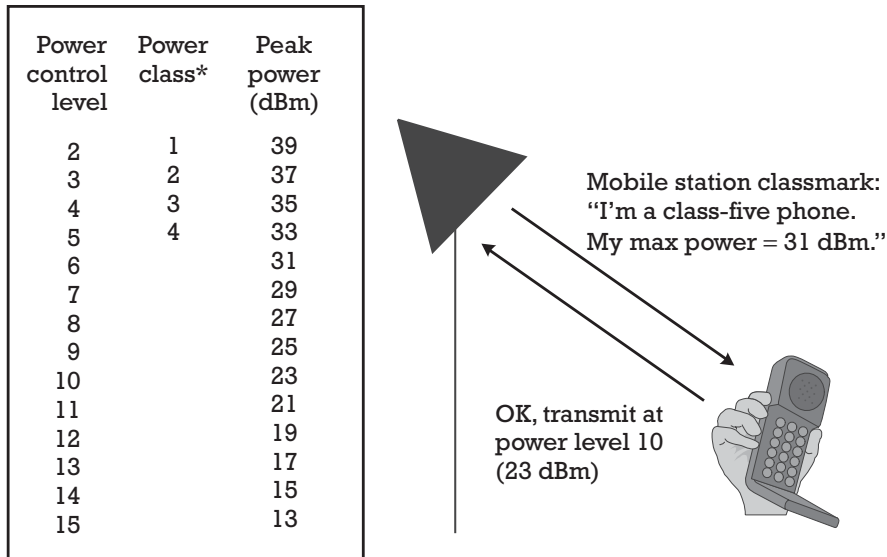 Power Power Peak
control class* power
level (dBm)
2 1 39
3 2 37
4 3 35
5 4 33
6 31
7 29
8 27
9 25
10 23
11 21
12 19
13 17
14 15
15 13
Mobile station classmark:
“I’m a class-five phone.
My max power = 31 dBm.”
OK, transmit at
power level 10
(23 dBm)